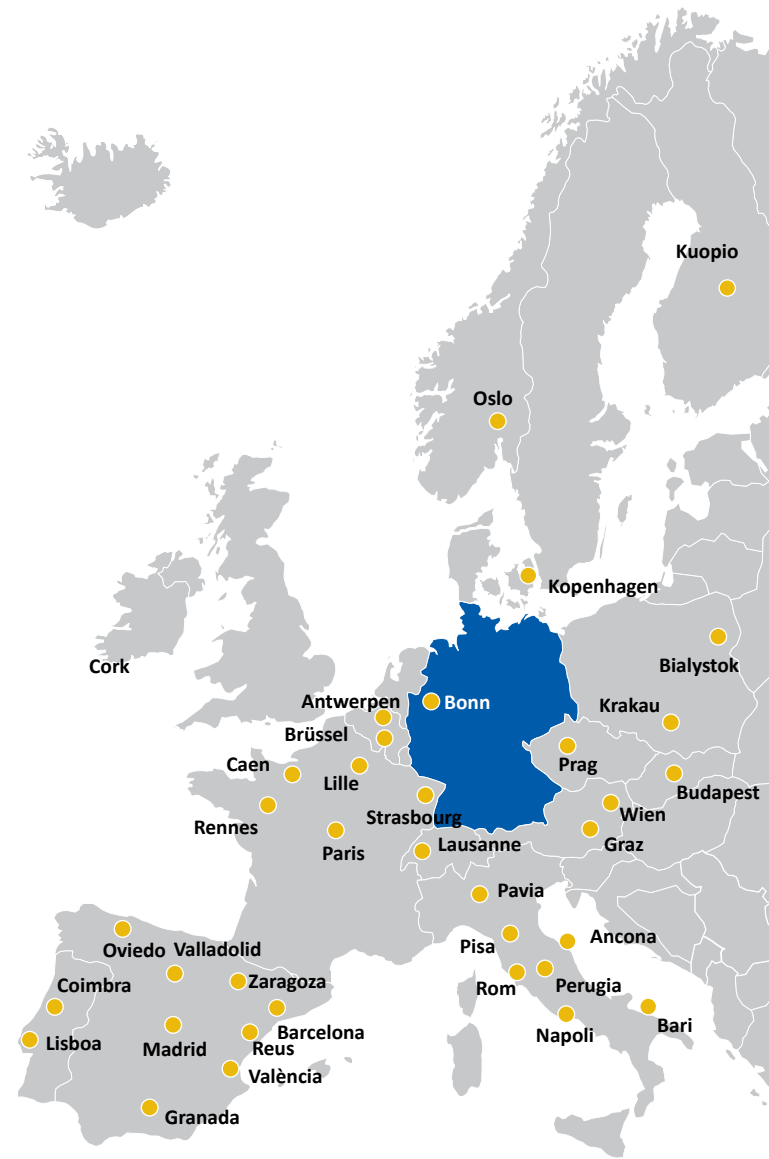 Kuopio
Oslo
Kopenhagen
Cork
Bialystok
Antwerpen
Bonn
Krakau
Brüssel
Caen
Lille
Prag
Budapest
Rennes
Strasbourg
Wien
Paris
Lausanne
Graz
Pavia
Oviedo
Valladolid
Pisa
Ancona
Coimbra
Zaragoza
Rom
Perugia
Lisboa
Madrid
Barcelona
Reus
Napoli
Bari
València
Granada